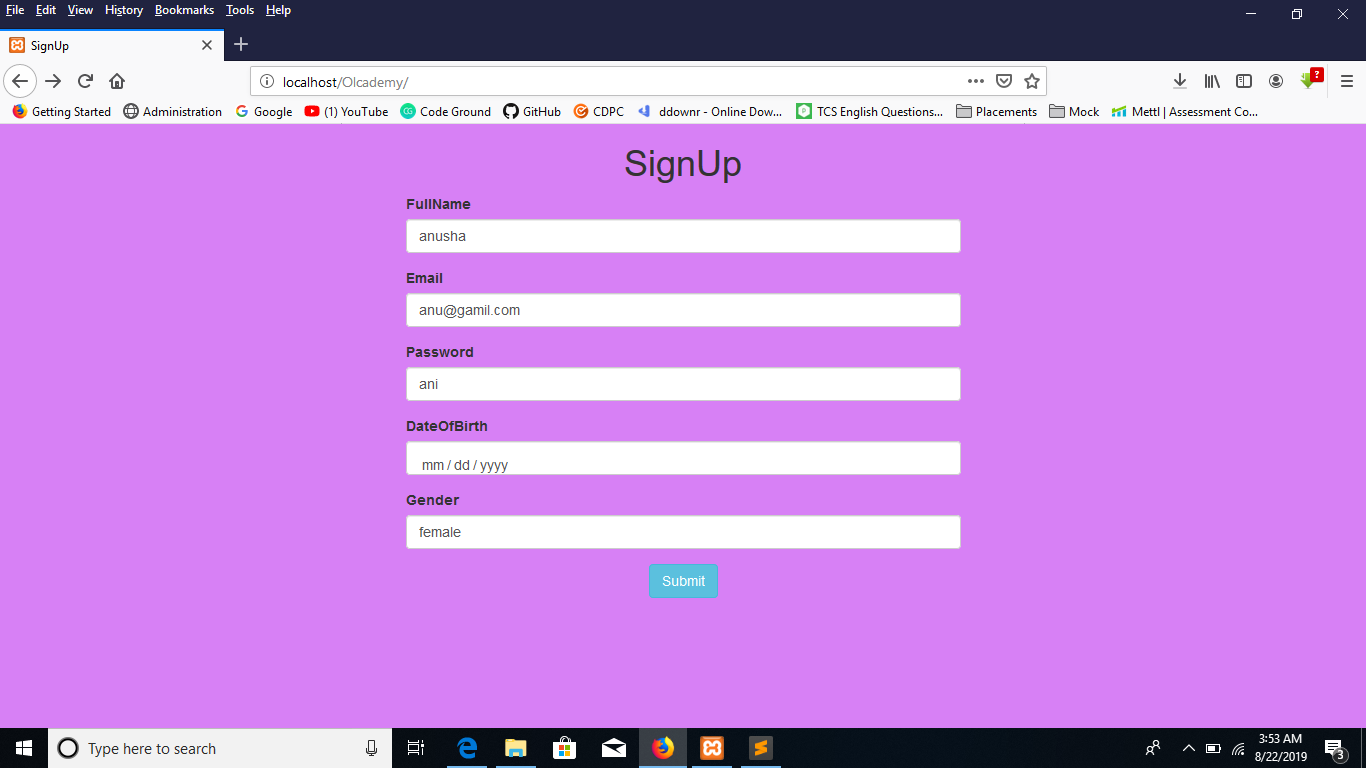 File Edit View History Bookmarks Tools Help
SignUp
localhost/Olcademy/
Getting Started Administration Google (1) YouTube Code Ground GitHub CDPC ddownr - Online Dow... TCS English Questions... Placements Mock Mettl | Assessment Co...
SignUp
FullName
anusha
Email
anu@gamil.com
Password
ani
DateOfBirth
mm / dd / yyyy
Gender
female
Submit
Type here to search
3:53 AM
8/22/2019
3